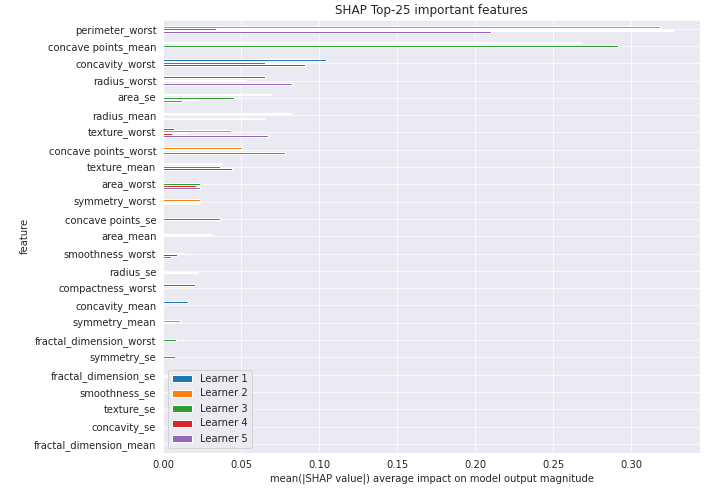 SHAP Top-25 important features
perimeter_worst
concave points_mean
concavity_worst
radius_worst
area_se
radius_mean
texture_worst
concave points_worst
texture_mean
area_worst
symmetry_worst
concave points_se
area_mean
smoothness_worst
radius_se
compactness_worst
concavity_mean
symmetry_mean
fractal_dimension_worst
symmetry_se
fractal_dimension_se
smoothness_se
texture_se
concavity_se
fractal_dimension_mean
feature
Learner 1
Learner 2
Learner 3
Learner 4
Learner 5
0.00 0.05 0.10 0.15 0.20 0.25 0.30
mean(|SHAP value|) average impact on model output magnitude